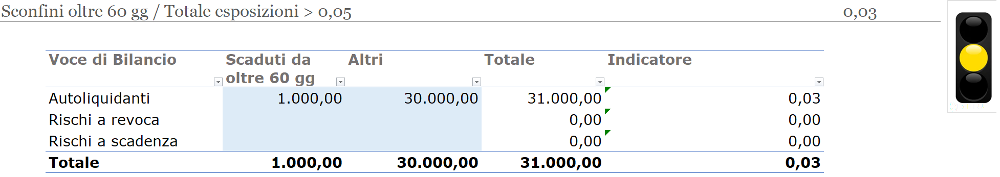 Sconfini oltre 60 gg / Totale esposizioni > 0,05 0,03
Voce di Bilancio Scaduti da oltre 60 gg Altri Totale Indicatore
Autoliquidanti 1.000,00 30.000,00 31.000,00 0,03
Rischi a revoca 0,00 0,00
Rischi a scadenza 0,00 0,00
Totale 1.000,00 30.000,00 31.000,00 0,03